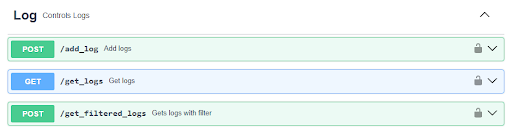 Log Controls Logs
POST /add_log Add logs
GET /get_logs Get logs
POST /get_filtered_logs Gets logs with filter